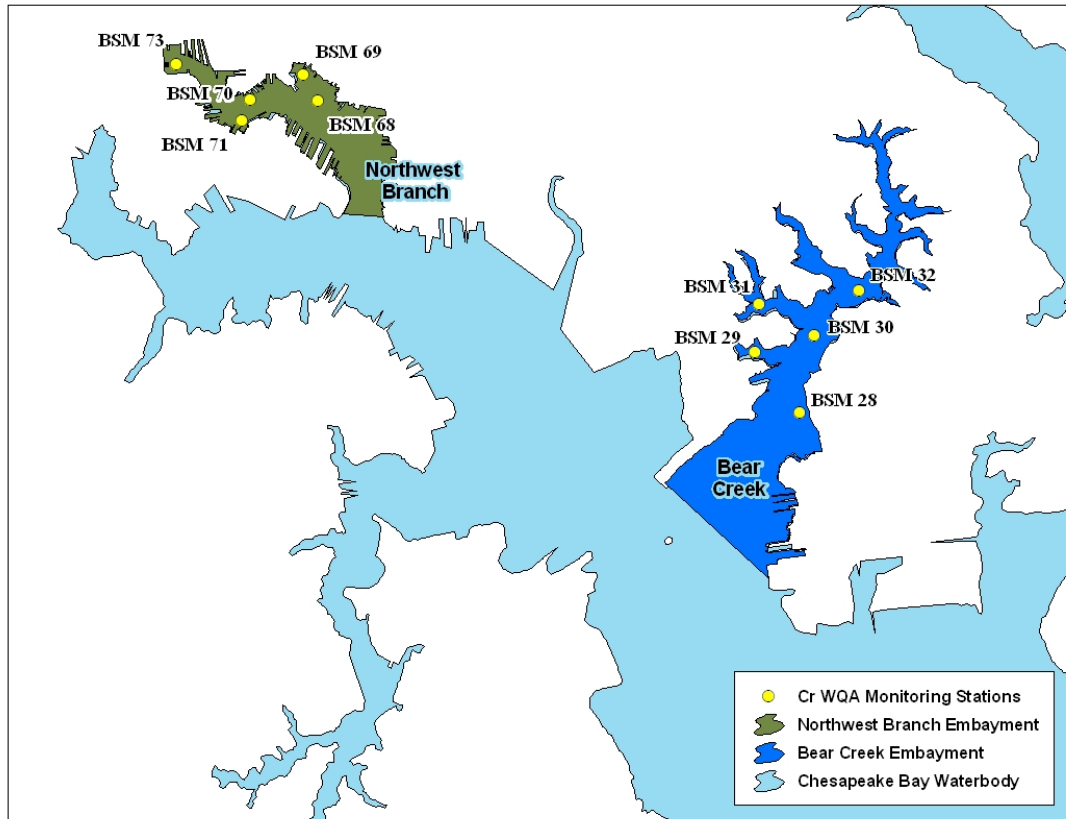 BSM 73
BSM 69
BSM 70
BSM 68
BSM 71
Northwest
Branch
BSM 32
BSM 31
BSM 30
BSM 29
BSM 28
Bear
Creek
Cr WQA Monitoring Stations
Northwest Branch Embayment
Bear Creek Embayment
Chesapeake Bay Waterbody